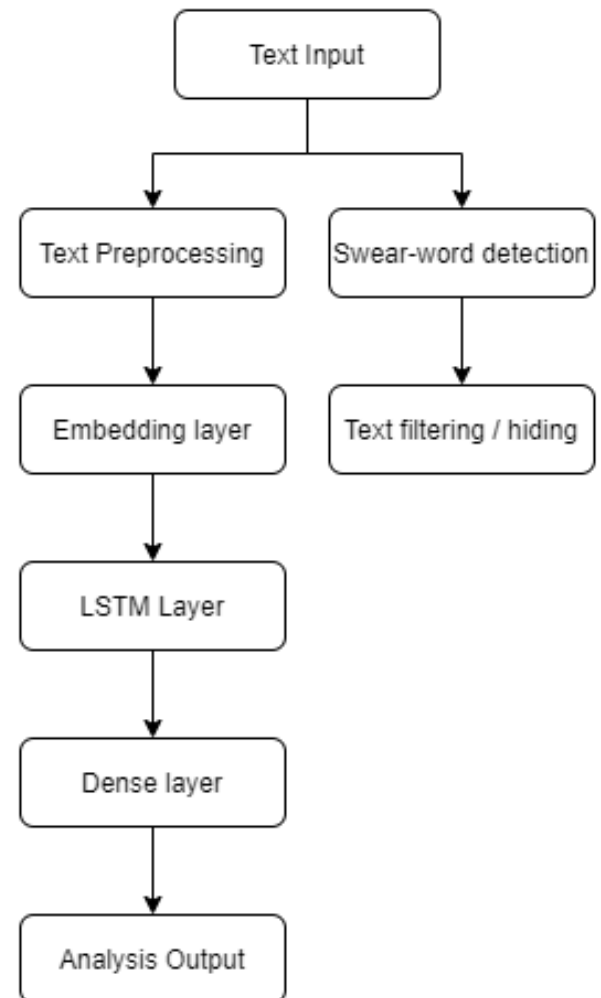 Text Input
Text Preprocessing
Swear-word detection
Embedding layer
Text filtering / hiding
LSTM Layer
Dense layer
Analysis Output